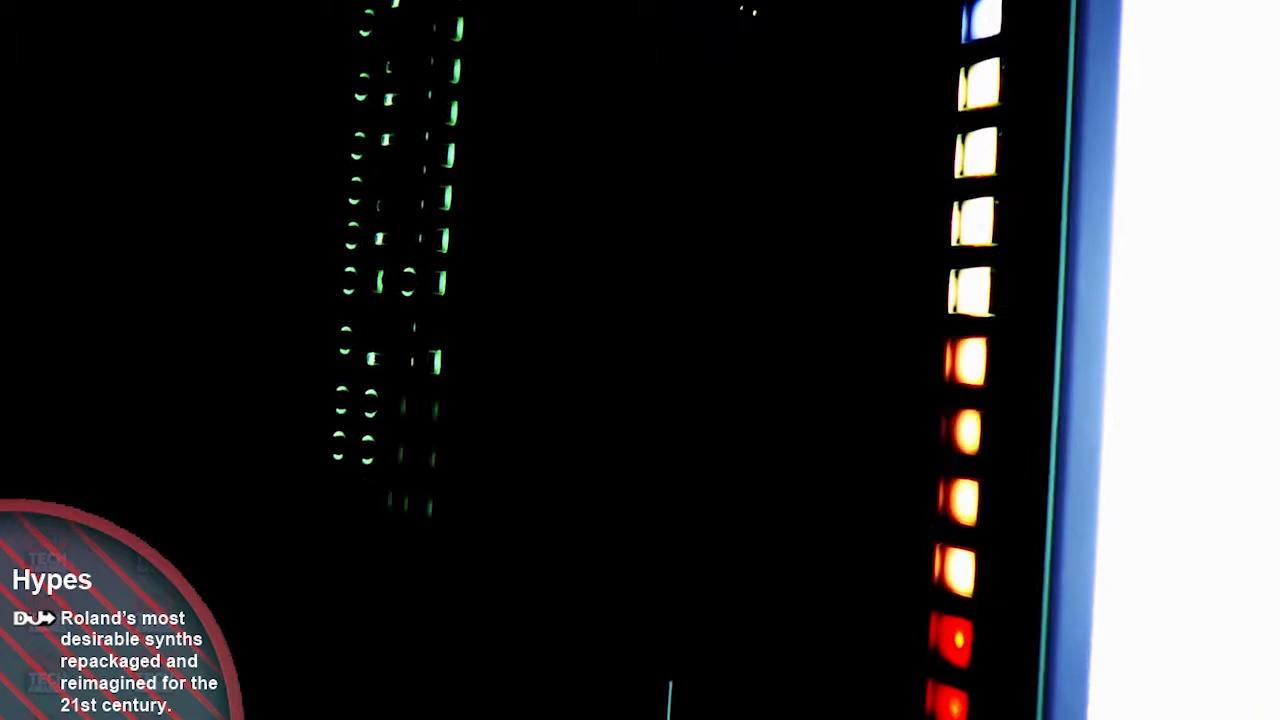 Hypes
Roland’s most
desirable synths
repackaged and
reimagined for the
21st century.